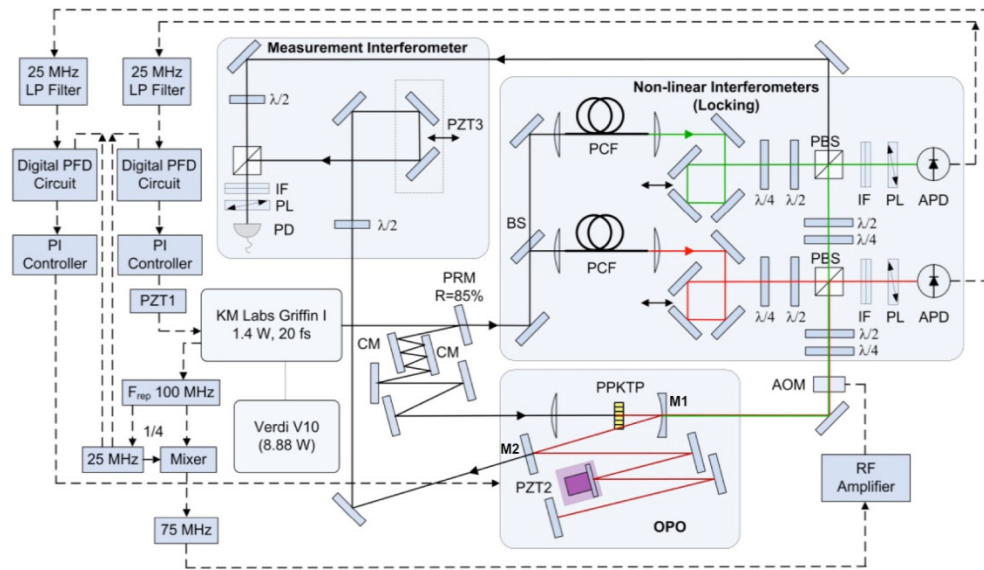 Measurement Interferometer
25 MHz
LP Filter
25 MHz
LP Filter
λ/2
PZT3
Non-linear Interferometers
(Locking)
PCF
PBS
λ/4
λ/2
IF
PL
APD
λ/2
λ/4
Digital PFD
Circuit
Digital PFD
Circuit
IF
PL
PD
λ/2
BS
PCF
PBS
λ/4
λ/2
IF
PL
APD
λ/2
λ/4
PI
Controller
PI
Controller
PZT1
KM Labs Griffin I
1.4 W, 20 fs
PRM
R=85%
CM
CM
AOM
Frep 100 MHz
1/4
25 MHz
Mixer
75 MHz
Verdi V10
(8.88 W)
PPKTP
M1
M2
PZT2
OPO
RF
Amplifier